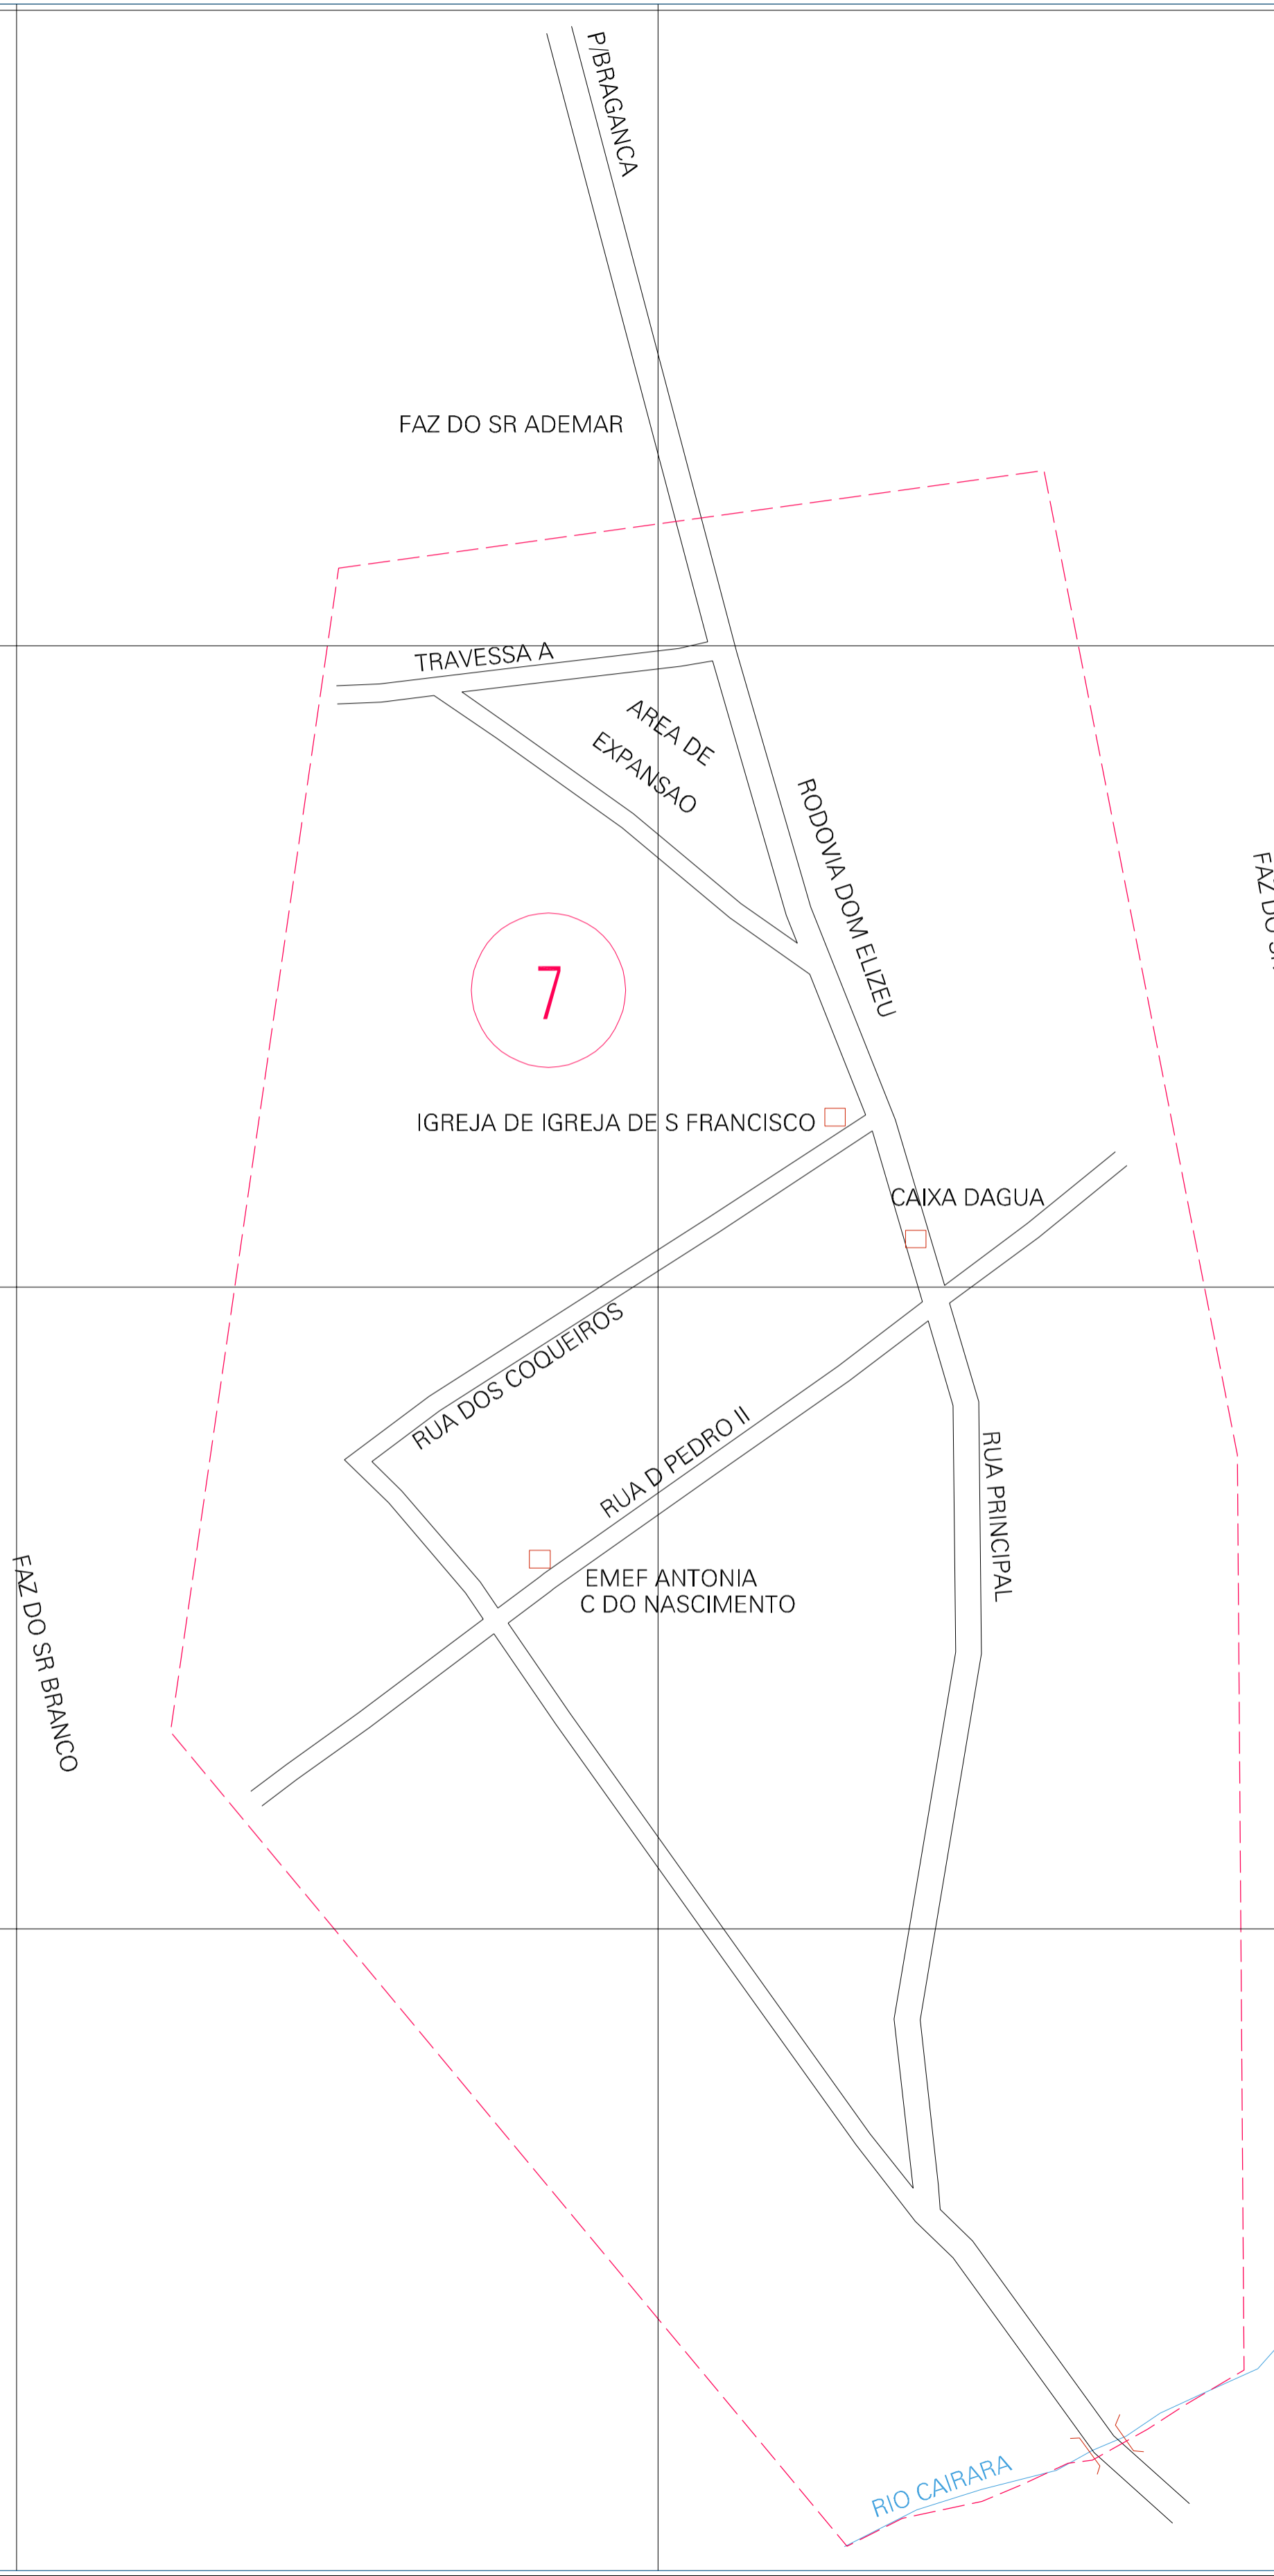 P/BRAGANCA
FAZ DO SR ADEMAR
TRAVESSA A
AREA DE
EXPANSAO
RODOVIA DOM ELIZEU
FAZ DO
7
IGREJA DE IGREJA DE S FRANCISCO
CAIXA DAGUA
RUA DOS COQUEIROS
RUA D PEDRO II
RUA PRINCIPAL
EMEF ANTONIA
C DO NASCIMENTO
FAZ DO SR BRANCO
RIO CAIRARA